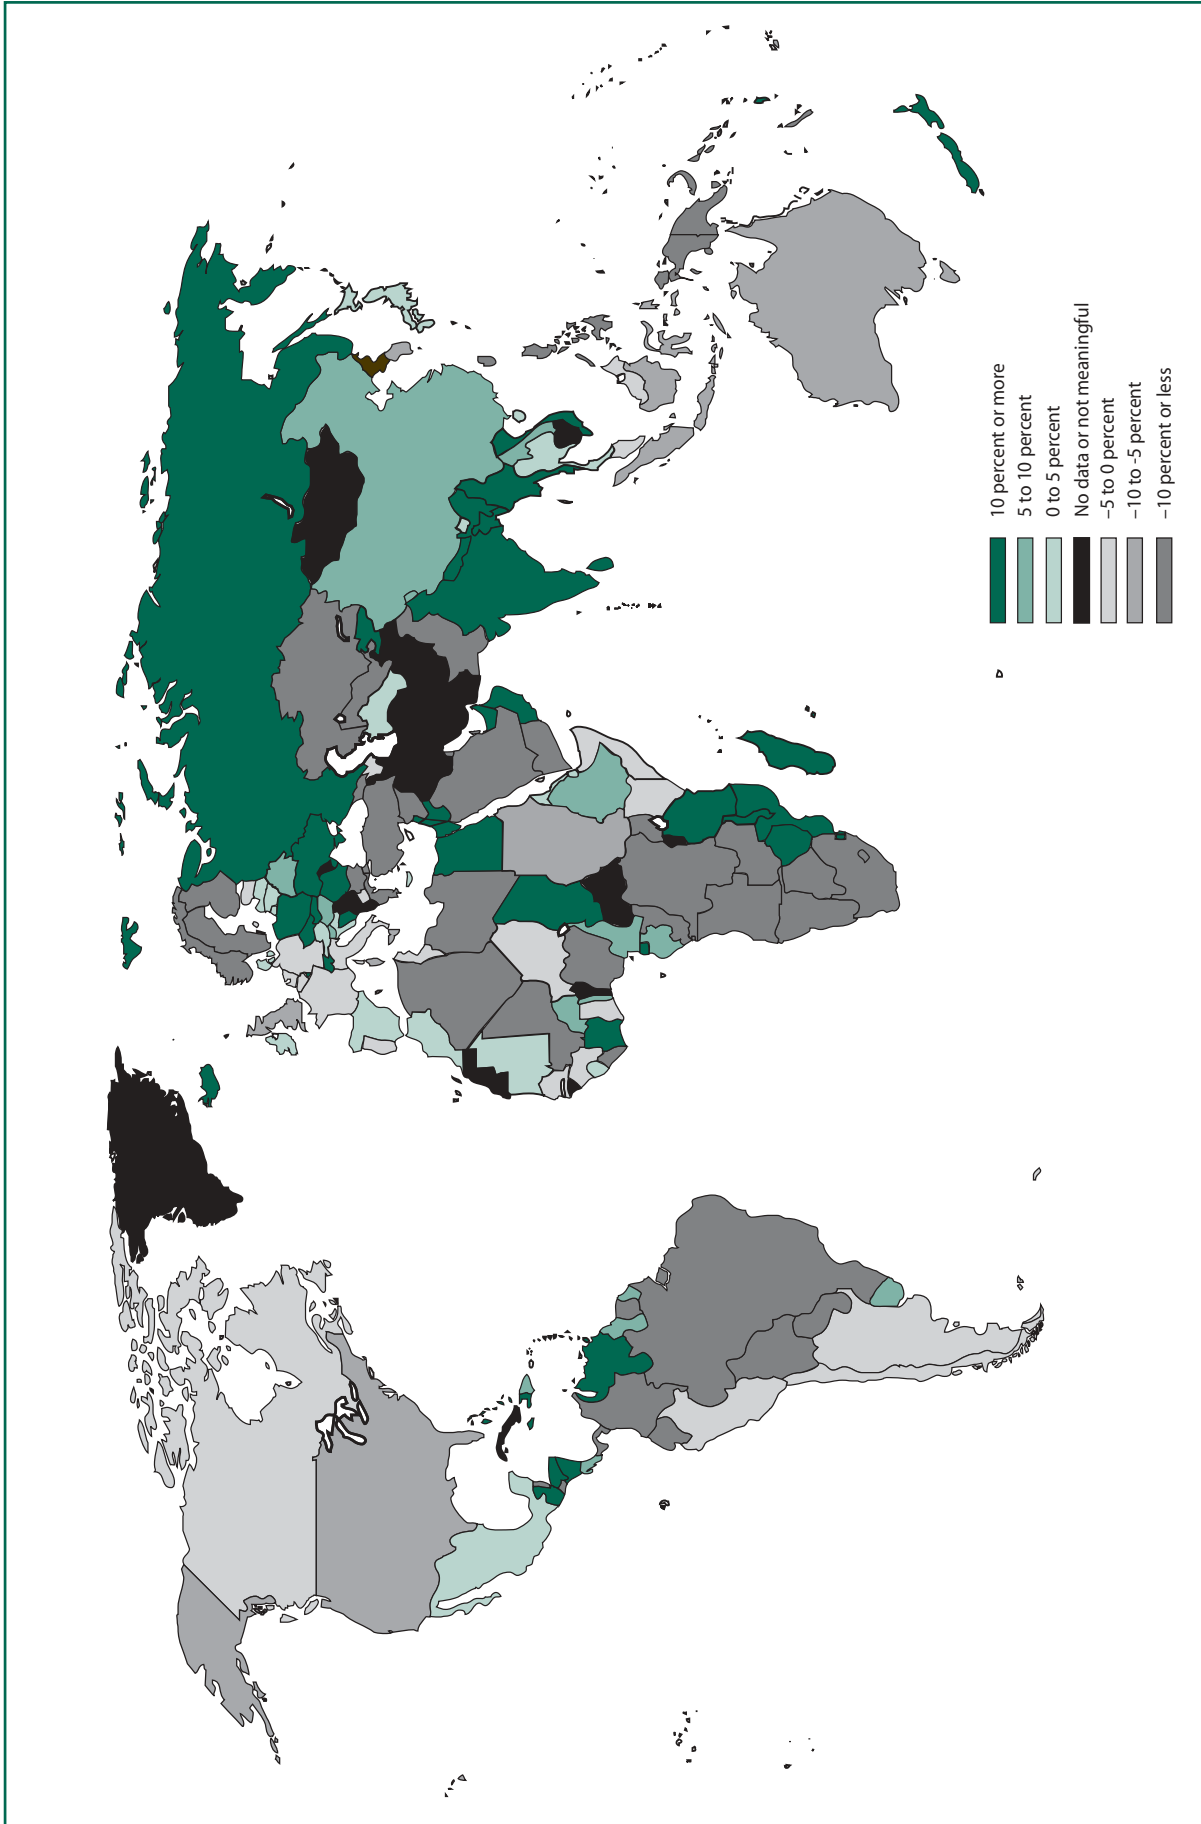 10 percent or more
5 to 10 percent
0 to 5 percent
No data or not meaningful
–5 to 0 percent
–10 to -5 percent
–10 percent or less